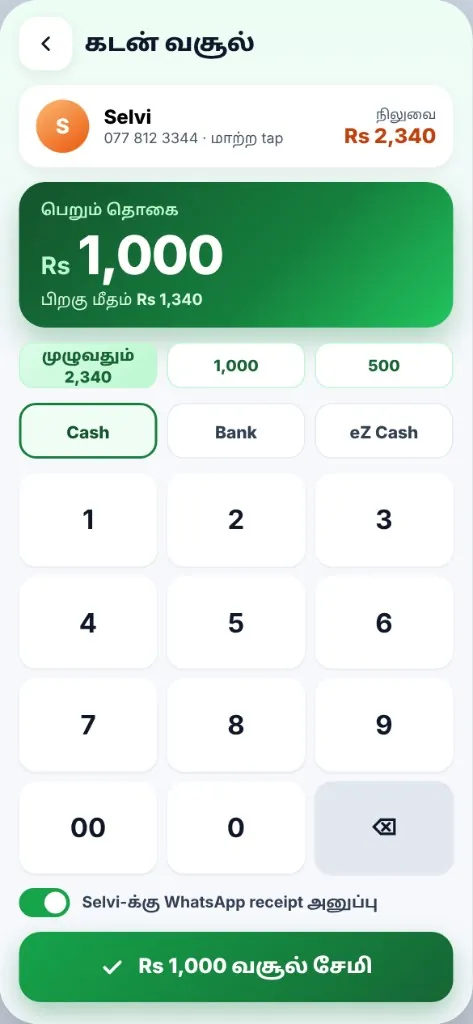 கடன் வசூல்
S
Selvi
077 812 3344 · மாற்ற tap
நிலுவை
Rs 2,340
பெறும் தொகை
Rs 1,000
பிறகு மீதம் Rs 1,340
முழுவதும்
2,340
1,000
500
Cash
Bank
eZ Cash
1
2
3
4
5
6
7
8
9
00
0
Selvi-க்கு WhatsApp receipt அனுப்பு
Rs 1,000 வசூல் சேமி